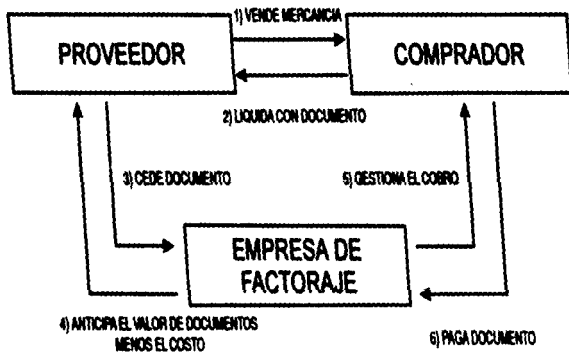 1) VENDE MERCANCIA
PROVEEDOR
COMPRADOR
2) LIQUIDA CON DOCUMENTO
3) CEDE DOCUMENTO
5) GESTIONA EL COBRO
EMPRESA DE
FACTORAJE
4) ANTICIPA EL VALOR DE DOCUMENTOS
MENOS EL COSTO
6) PAGA DOCUMENTO